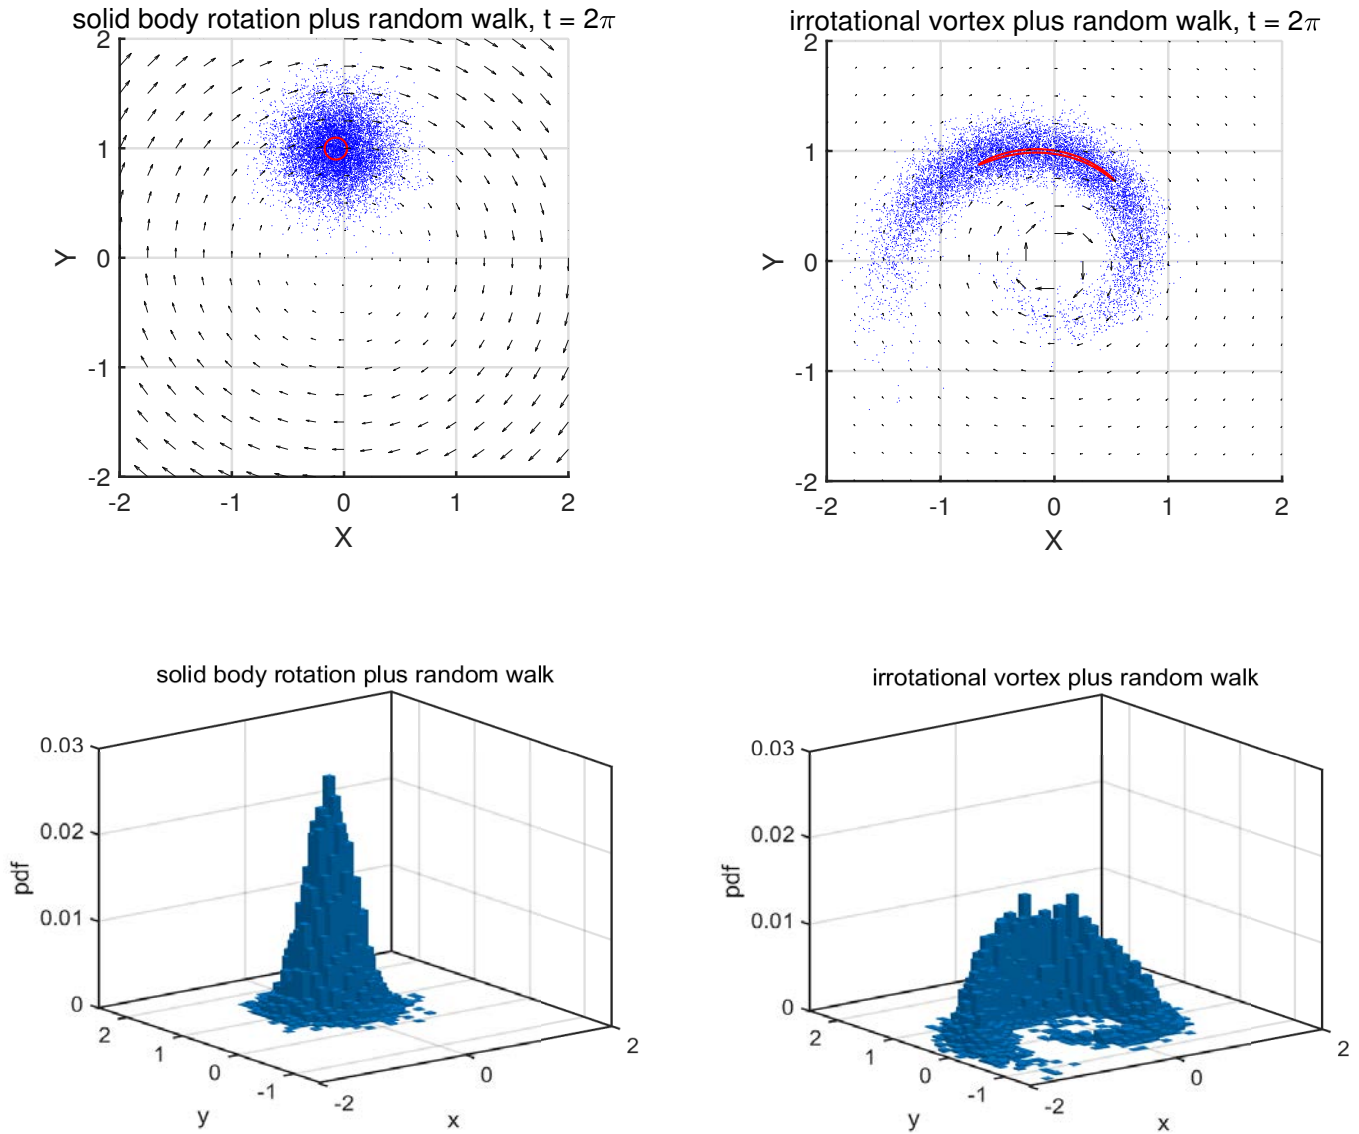 solid body rotation plus random walk, t = 2π
2
1
0
-1
-2
Y
-2 -1 0 1 2
X
irrotational vortex plus random walk, t = 2π
2
1
0
-1
-2
Y
-2 -1 0 1 2
X
solid body rotation plus random walk
0.03
0.02
0.01
0
pdf
2
1
0
-1
y
-2
0
2
x
irrotational vortex plus random walk
0.03
0.02
0.01
0
pdf
2
1
0
-1
y
-2
0
2
x